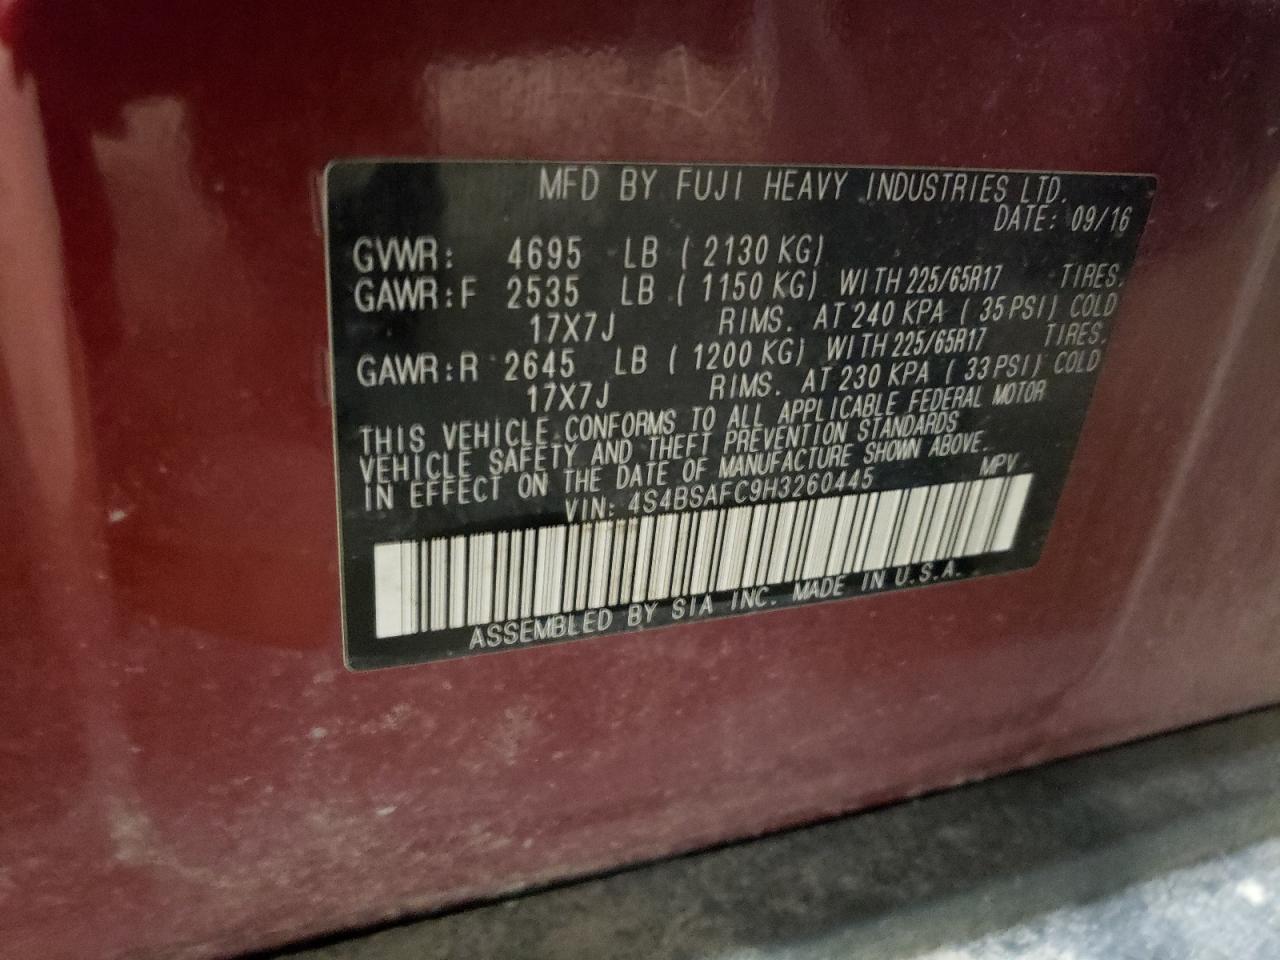 MFD BY FUJI HEAVY INDUSTRIES LTD.
DATE: 09/16
GVWR: 4695 LB ( 2130 KG)
GAWR:F 2535 LB ( 1150 KG) WITH 225/65R17 TIRES.
17X7J RIMS. AT 240 KPA ( 35 PSI) COLD
GAWR:R 2645 LB ( 1200 KG) WITH 225/65R17 TIRES.
17X7J RIMS. AT 230 KPA ( 33 PSI) COLD
THIS VEHICLE CONFORMS TO ALL APPLICABLE FEDERAL MOTOR
VEHICLE SAFETY AND THEFT PREVENTION STANDARDS
IN EFFECT ON THE DATE OF MANUFACTURE SHOWN ABOVE.
VIN: 4S4BSAFC9H3260445 MPV
ASSEMBLED BY SIA INC. MADE IN U.S.A.